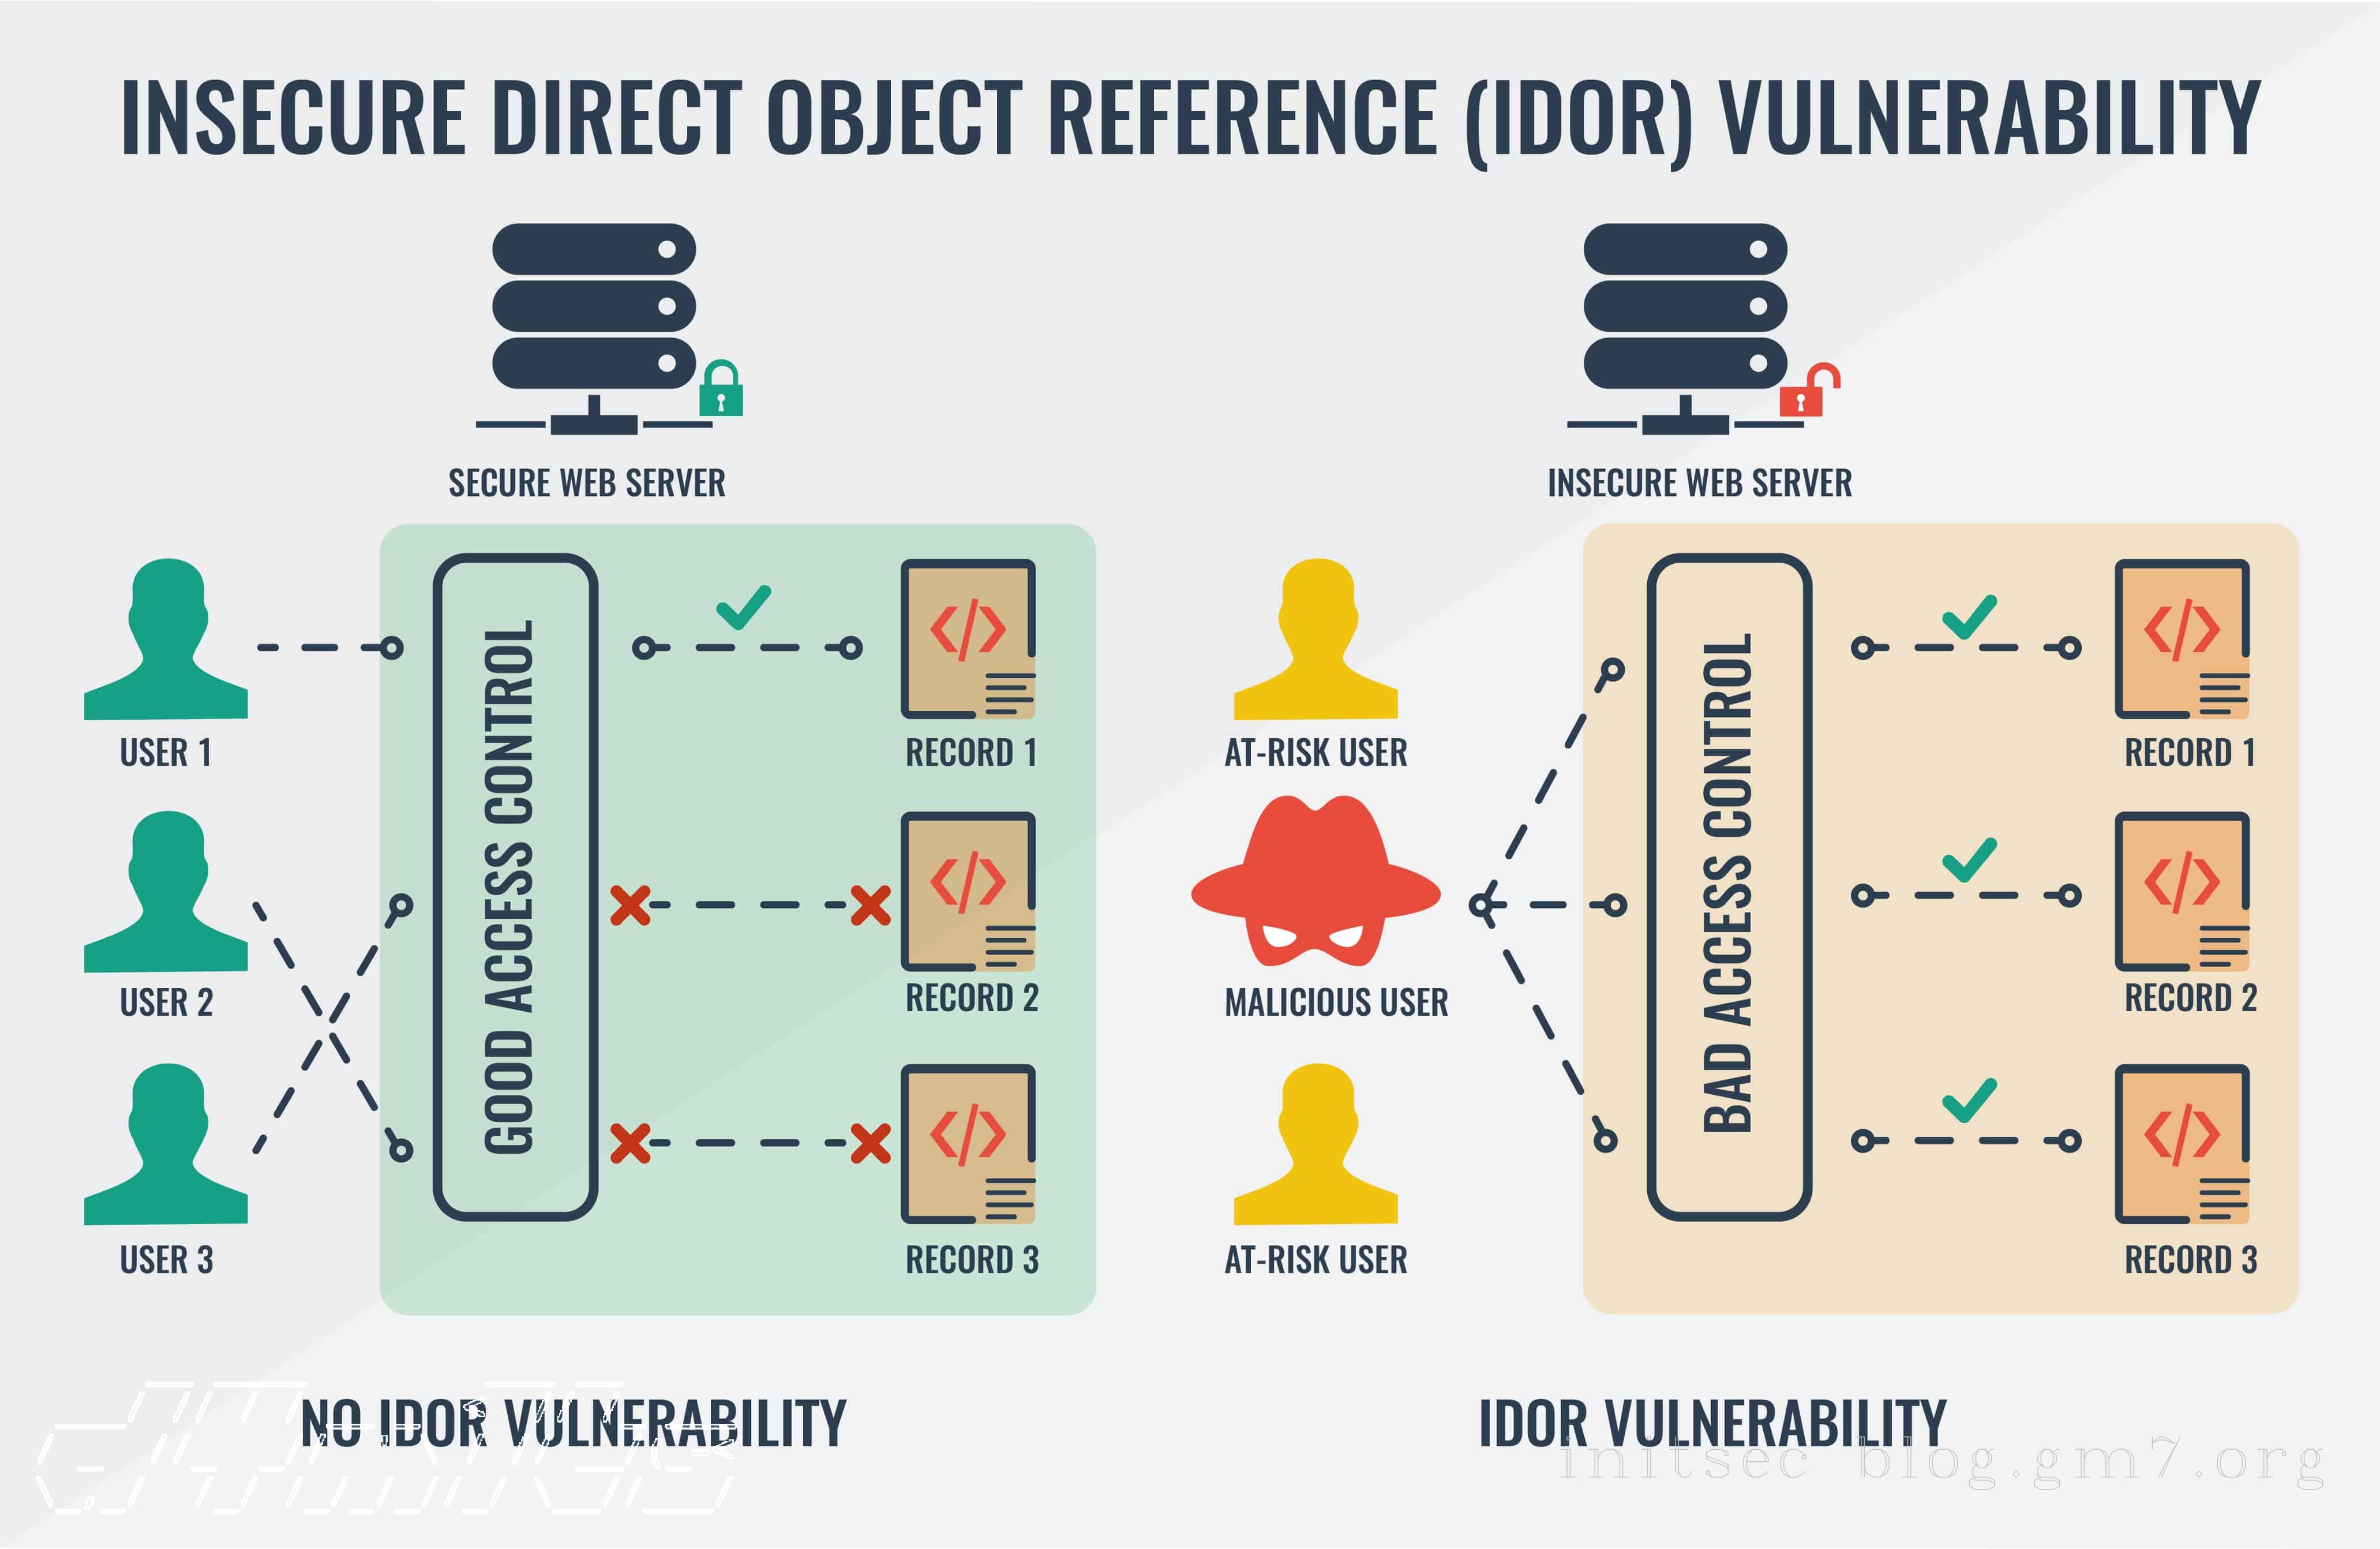 INSECURE DIRECT OBJECT REFERENCE (IDOR) VULNERABILITY
SECURE WEB SERVER
GOOD ACCESS CONTROL
USER 1
RECORD 1
USER 2
RECORD 2
USER 3
RECORD 3
NO IDOR VULNERABILITY
INSECURE WEB SERVER
BAD ACCESS CONTROL
AT-RISK USER
RECORD 1
MALICIOUS USER
RECORD 2
AT-RISK USER
RECORD 3
IDOR VULNERABILITY
initsec blog.gm7.org